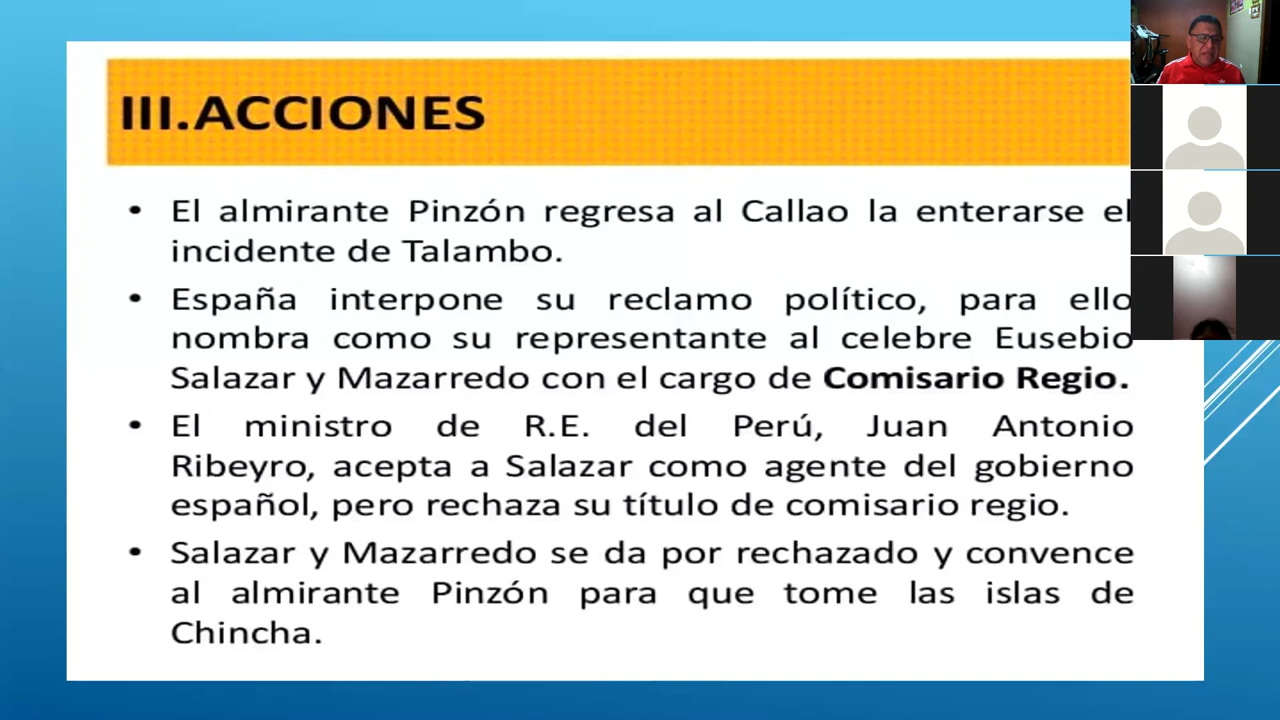 III.ACCIONES
• El almirante Pinzón regresa al Callao la enterarse el
incidente de Talambo.
• España interpone su reclamo político, para ello
nombra como su representante al celebre Eusebio
Salazar y Mazarredo con el cargo de Comisario Regio.
• El ministro de R.E. del Perú, Juan Antonio
Ribeyro, acepta a Salazar como agente del gobierno
español, pero rechaza su título de comisario regio.
• Salazar y Mazarredo se da por rechazado y convence
al almirante Pinzón para que tome las islas de
Chincha.